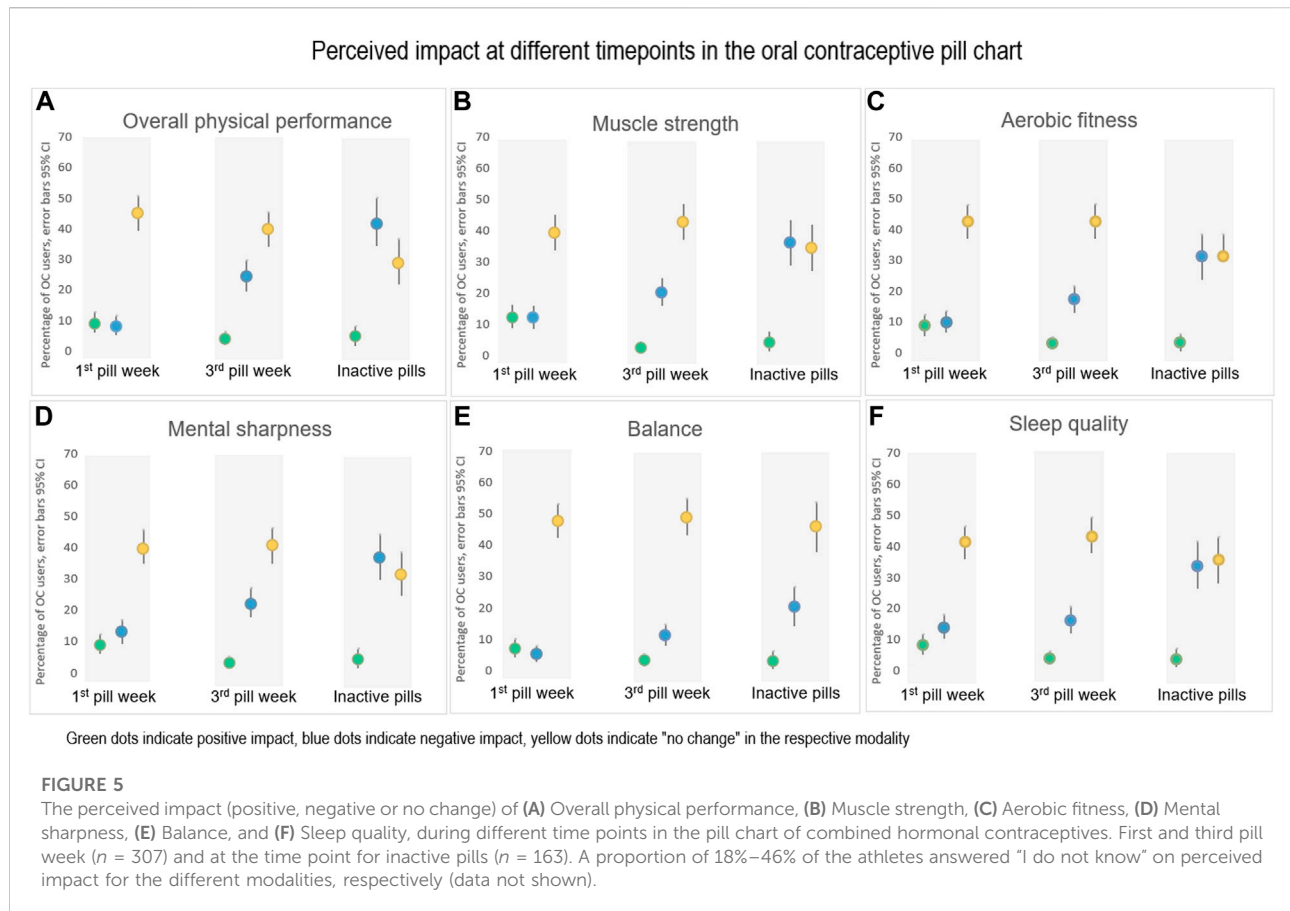 Perceived impact at different timepoints in the oral contraceptive pill chart
A
Overall physical performance
Percentage of OC users, error bars 95% CI
70
60
50
40
30
20
10
0
1st pill week
3rd pill week
Inactive pills
B
Muscle strength
Percentage of OC users, error bars 95% CI
70
60
50
40
30
20
10
0
1st pill week
3rd pill week
Inactive pills
C
Aerobic fitness
Percentage of OC users, error bars 95% CI
70
60
50
40
30
20
10
0
1st pill week
3rd pill week
Inactive pills
D
Mental sharpness
Percentage of OC users, error bars 95% CI
70
60
50
40
30
20
10
0
1st pill week
3rd pill week
Inactive pills
E
Balance
Percentage of OC users, error bars 95% CI
70
60
50
40
30
20
10
0
1st pill week
3rd pill week
Inactive pills
F
Sleep quality
Percentage of OC users, error bars 95% CI
70
60
50
40
30
20
10
0
1st pill week
3rd pill week
Inactive pills
Green dots indicate positive impact, blue dots indicate negative impact, yellow dots indicate "no change" in the respective modality
FIGURE 5
The perceived impact (positive, negative or no change) of (A) Overall physical performance, (B) Muscle strength, (C) Aerobic fitness, (D) Mental
sharpness, (E) Balance, and (F) Sleep quality, during different time points in the pill chart of combined hormonal contraceptives. First and third pill
week (n = 307) and at the time point for inactive pills (n = 163). A proportion of 18%–46% of the athletes answered “I do not know” on perceived
impact for the different modalities, respectively (data not shown).